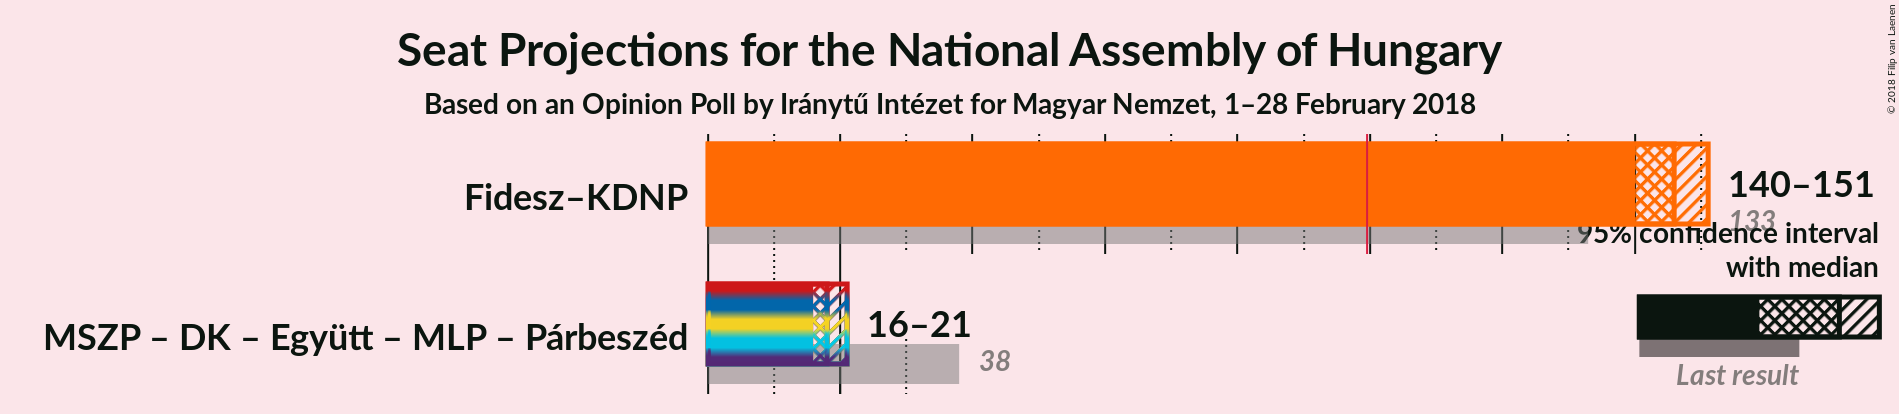 Seat Projections for the National Assembly of Hungary
Based on an Opinion Poll by Iránytű Intézet for Magyar Nemzet, 1–28 February 2018
© 2018 Filip van Laenen
Fidesz–KDNP
140–151
133
95% confidence interval
with median
MSZP – DK – Együtt – MLP – Párbeszéd
16–21
38
Last result